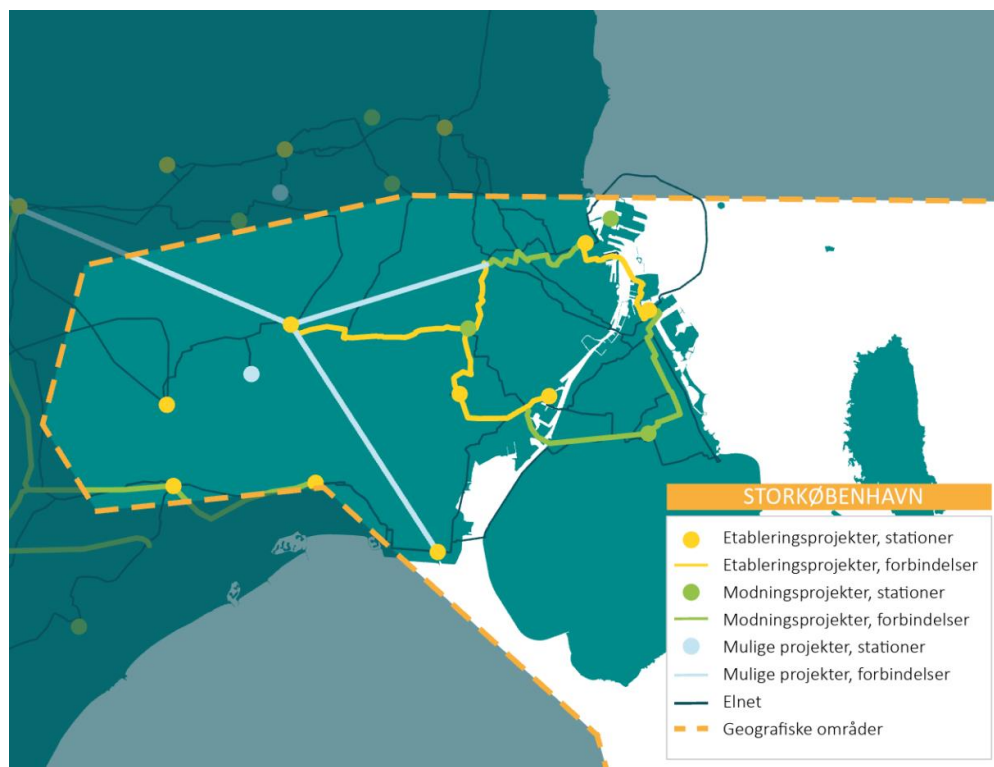 STORKØBENHAVN
Etableringsprojekter, stationer
Etableringsprojekter, forbindelser
Modningsprojekter, stationer
Modningsprojekter, forbindelser
Mulige projekter, stationer
Mulige projekter, forbindelser
Elnet
Geografiske områder